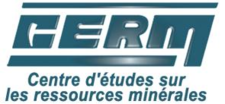 CERM
Centre d'études sur
les ressources minérales